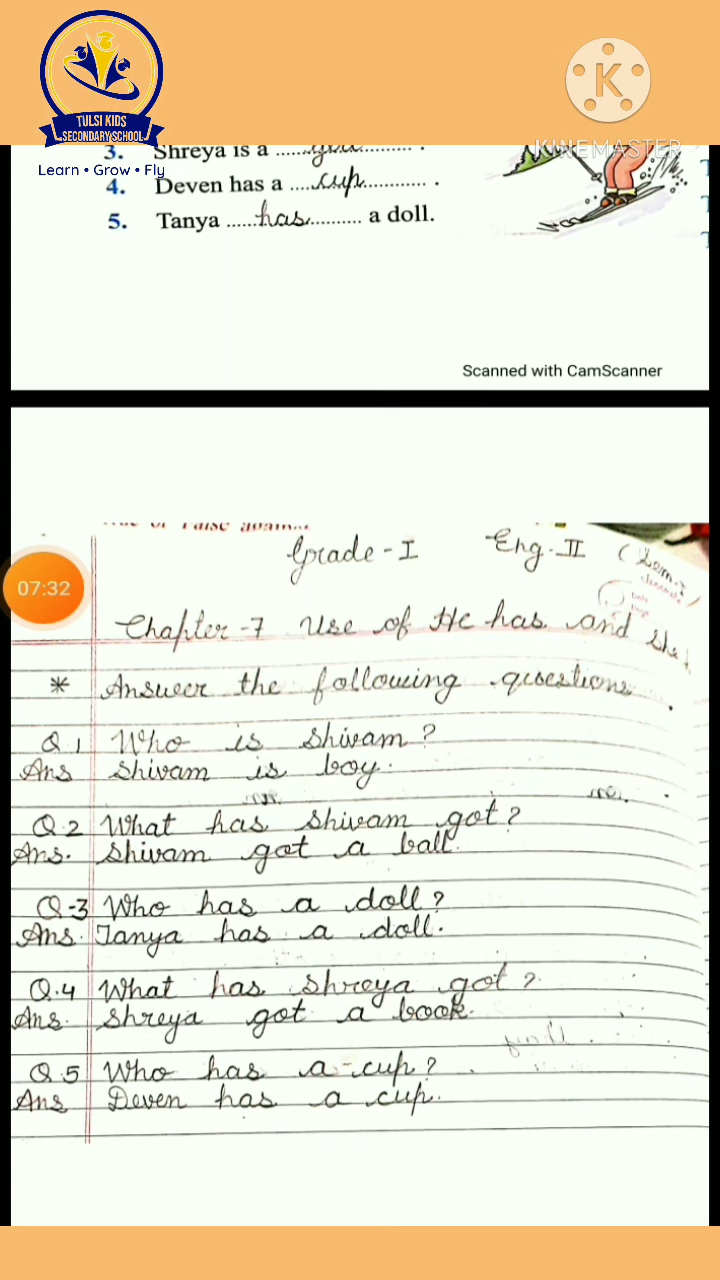 TULSI KIDS
SECONDARY SCHOOL
Learn • Grow • Fly
K
KINEMASTER
3. Shreya is a ............ .
4. Deven has a ....cup............ .
5. Tanya ......has.......... a doll.
Scanned with CamScanner
07:32
Grade - I Eng. II
Chapter - 7 Use of He has and She
* Answer the following questions.
Q 1 Who is Shivam?
Ans Shivam is boy.
Q.2 What has Shivam got?
Ans. Shivam got a ball.
Q-3 Who has a doll?
Ans. Tanya has a doll.
Q.4 What has Shreya got?
Ans. Shreya got a book.
Q.5 Who has a cup?
Ans Deven has a cup.